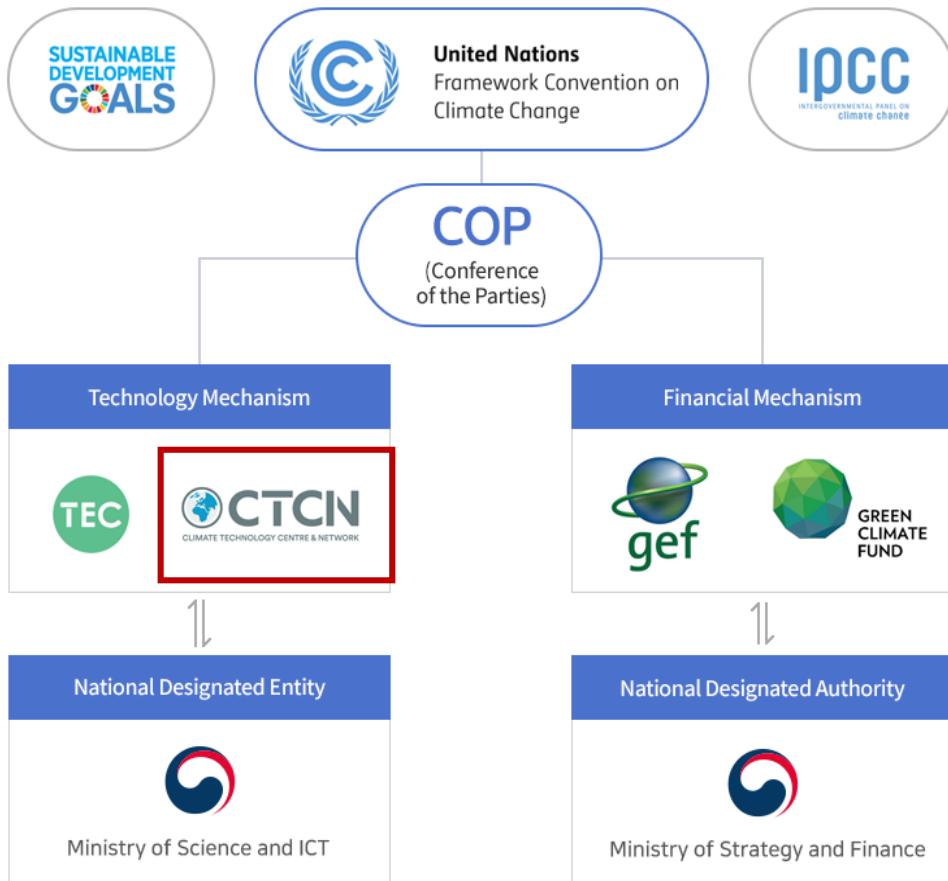 SUSTAINABLE
DEVELOPMENT
GOALS
United Nations
Framework Convention on
Climate Change
ipcc
INTERGOVERNMENTAL PANEL ON
climate change
COP
(Conference
of the Parties)
Technology Mechanism
Financial Mechanism
TEC
CTCN
CLIMATE TECHNOLOGY CENTRE & NETWORK
gef
GREEN
CLIMATE
FUND
National Designated Entity
National Designated Authority
Ministry of Science and ICT
Ministry of Strategy and Finance